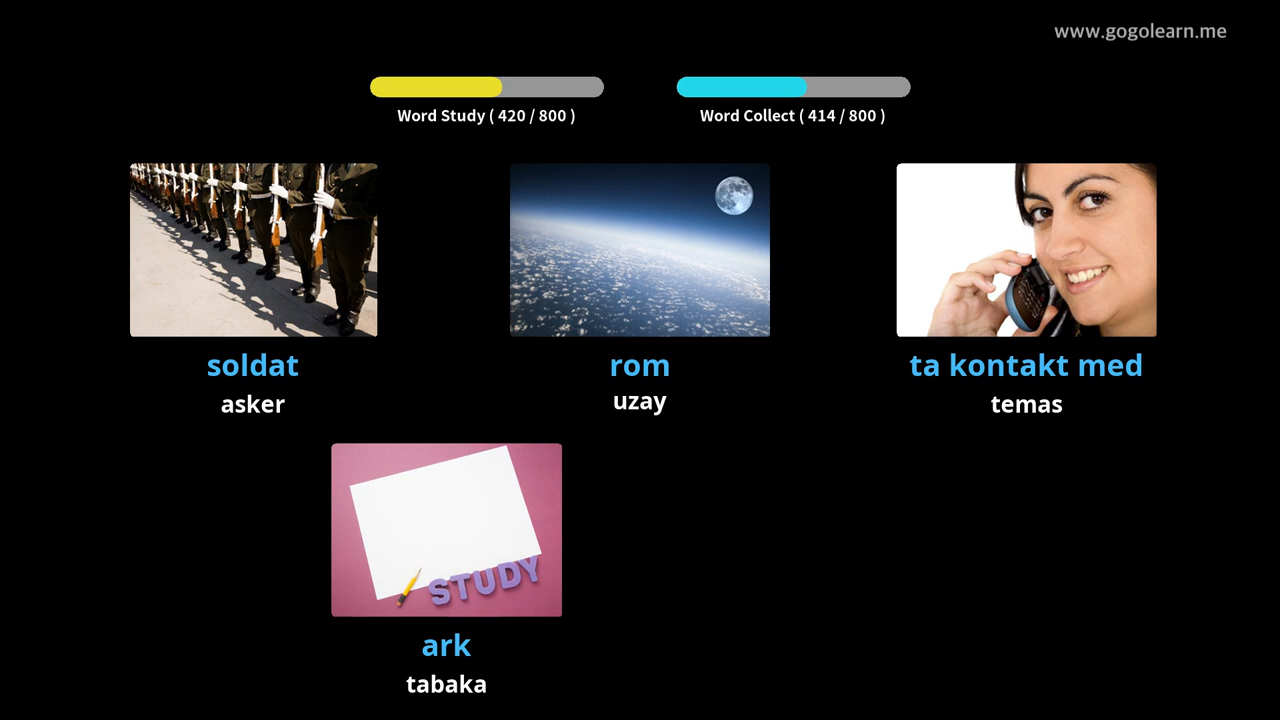 www.gogolearn.me
Word Study ( 420 / 800 )
Word Collect ( 414 / 800 )
soldat
asker
rom
uzay
ta kontakt med
temas
STUDY
ark
tabaka